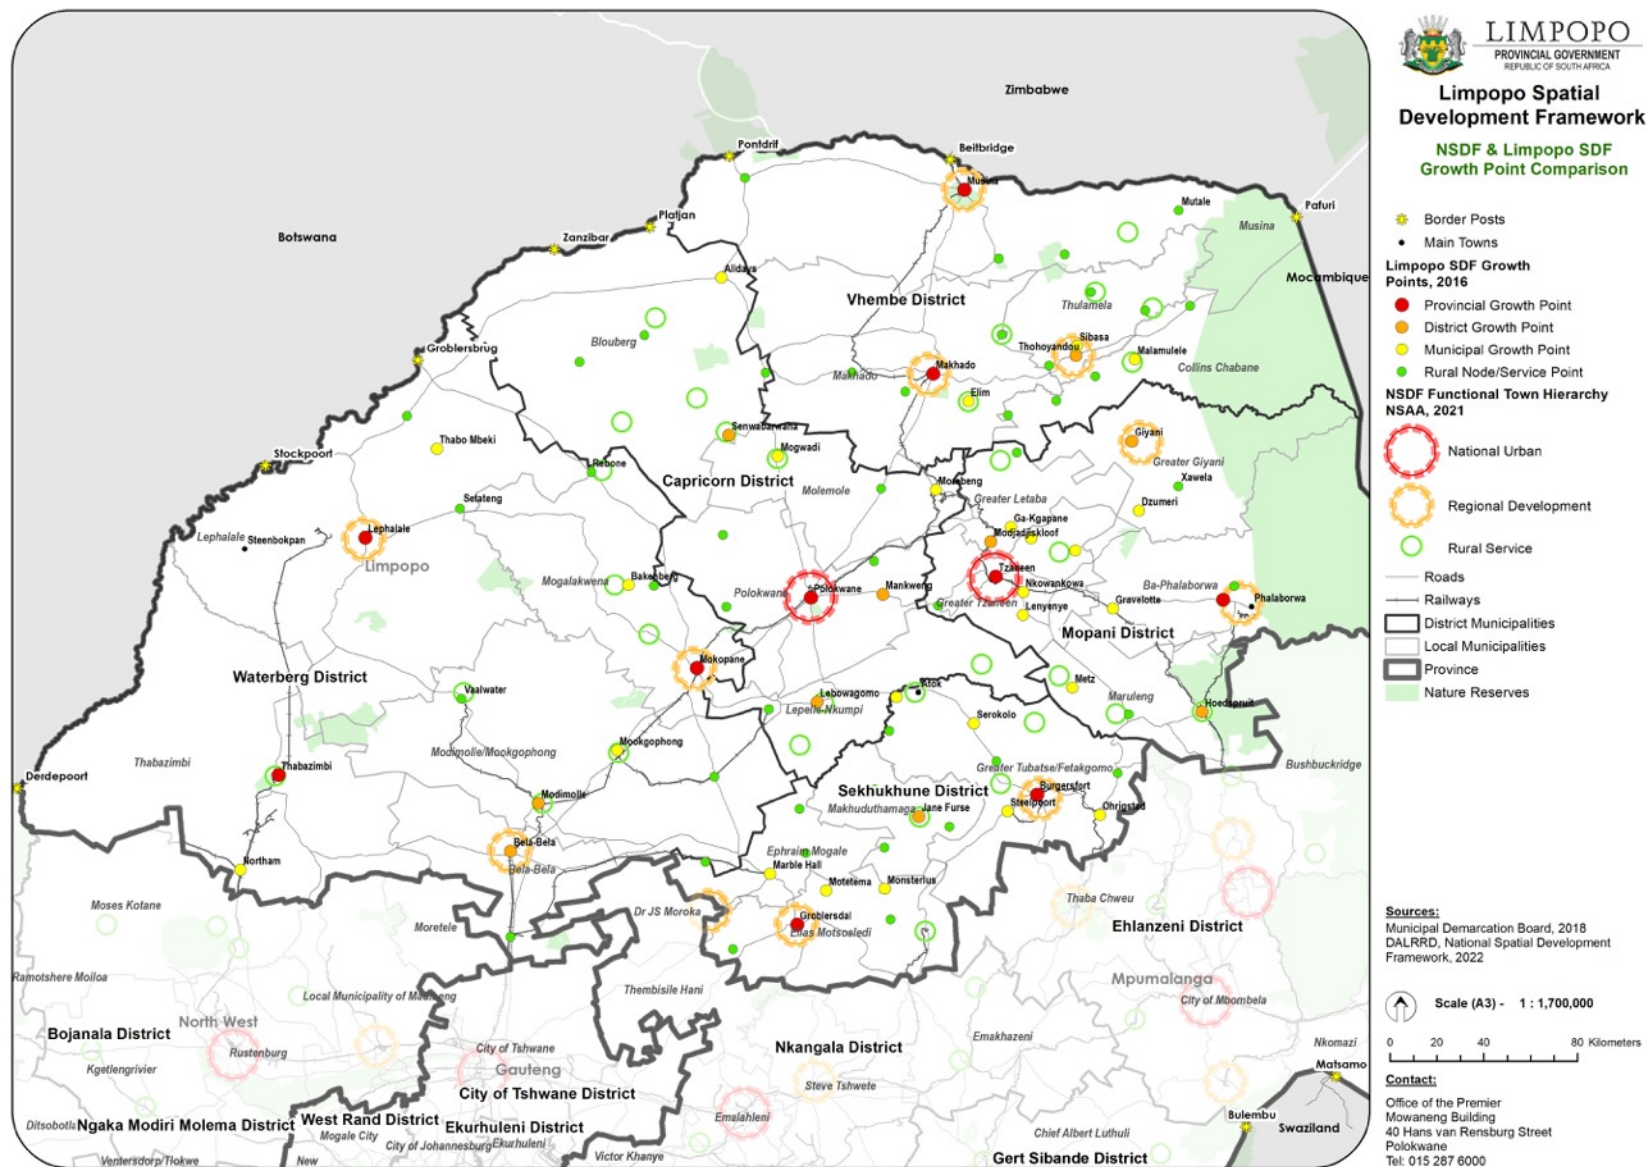 LIMPOPO
PROVINCIAL GOVERNMENT
REPUBLIC OF SOUTH AFRICA
Limpopo Spatial
Development Framework
NSDF & Limpopo SDF
Growth Point Comparison
Border Posts
Main Towns
Limpopo SDF Growth
Points, 2016
Provincial Growth Point
District Growth Point
Municipal Growth Point
Rural Node/Service Point
NSDF Functional Town Hierarchy
NSAA, 2021
National Urban
Regional Development
Rural Service
Roads
Railways
District Municipalities
Local Municipalities
Province
Nature Reserves
Sources:
Municipal Demarcation Board, 2018
DALRRD, National Spatial Development
Framework, 2022
Scale (A3) - 1 : 1,700,000
0 20 40 80 Kilometers
Contact:
Office of the Premier
Mowaneng Building
40 Hans van Rensburg Street
Polokwane
Tel: 015 287 6000
Zimbabwe
Pontdrif
Beitbridge
Musina
Mutale
Pafuri
Musina
Platjan
Botswana
Zanzibar
Alldays
Mocambique
Vhembe District
Thulamela
Blouberg
Groblersbrug
Sibasa
Thohoyandou
Malamulele
Makhado
Makhado
Collins Chabane
Elim
Senwabarwana
Giyani
Thabo Mbeki
Mogwadi
Stockpoort
Rebone
Greater Giyani
Capricorn District
Molemole
Morebeng
Xawela
Setateng
Greater Letaba
Dzumeri
Ga-Kgapane
Lephalale
Lephalale
Modjadjiskloof
Steenbokpan
Limpopo
Tzaneen
Mogalakwena
Bakenberg
Polokwane
Polokwane
Mankweng
Nkowankowa
Ba-Phalaborwa
Greater Tzaneen
Lenyenye
Gravelotte
Phalaborwa
Mopani District
Mokopane
Waterberg District
Vaalwater
Atok
Metz
Lebowagomo
Lepelle-Nkumpi
Maruleng
Hoedspruit
Serokolo
Mookgophong
Modimolle/Mookgophong
Thabazimbi
Thabazimbi
Derdepoort
Greater Tubatse/Fetakgomo
Bushbuckridge
Burgersfort
Sekhukhune District
Modimolle
Makhuduthamaga
Jane Furse
Steelpoort
Ohrigstad
Bela-Bela
Bela-Bela
Ephraim Mogale
Marble Hall
Northam
Motetema
Monsterlus
Moses Kotane
Dr JS Moroka
Groblersdal
Elias Motsoaledi
Thaba Chweu
Moretele
Ehlanzeni District
Ramotshere Moiloa
Mpumalanga
Thembisile Hani
Local Municipality of Madibeng
City of Mbombela
North West
Bojanala District
Rustenburg
City of Tshwane
Nkangala District
Emakhazeni
Nkomazi
Kgetlengrivier
Gauteng
Matsamo
City of Tshwane District
Steve Tshwete
Emalahleni
Bulembu
Swaziland
Ditsobotla
Ngaka Modiri Molema District
West Rand District
Ekurhuleni District
Mogale City
City of Johannesburg
Ekurhuleni
Chief Albert Luthuli
Ventersdorp/Tlokwe
New
Victor Khanye
Gert Sibande District